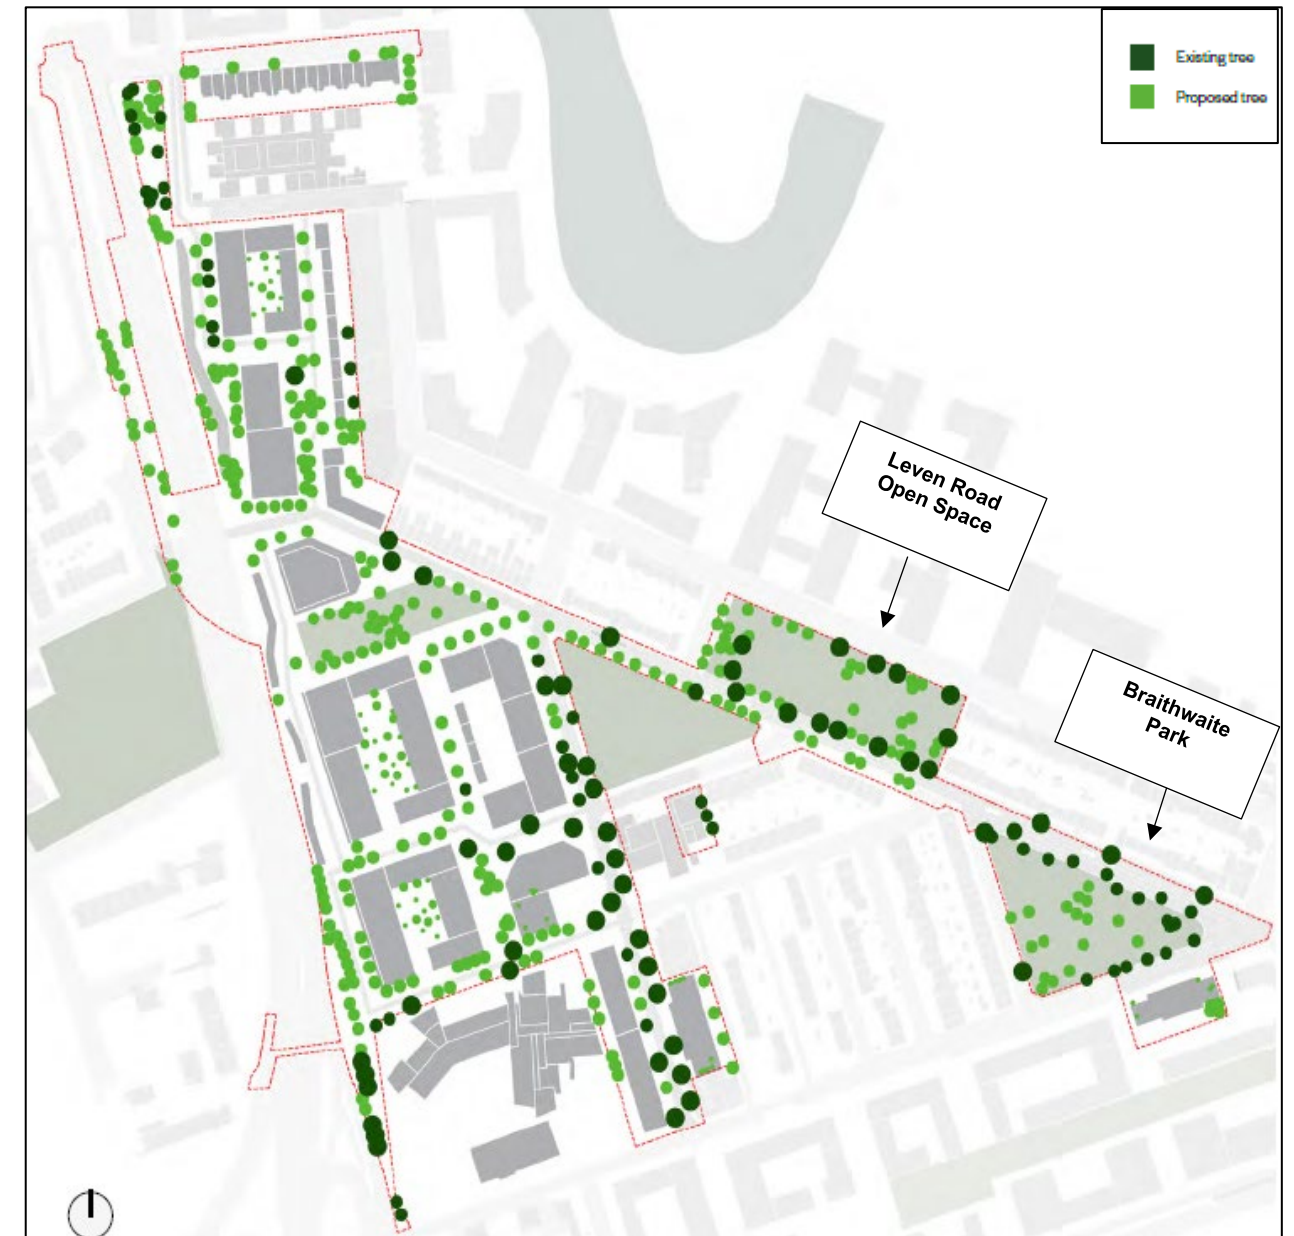 Existing tree
Proposed tree
Leven Road
Open Space
Braithwaite
Park